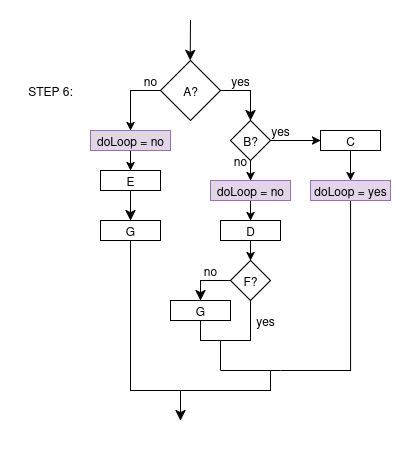 no
A?
yes
STEP 6:
doLoop = no
B?
yes
C
no
E
doLoop = no
doLoop = yes
G
D
no
F?
G
yes